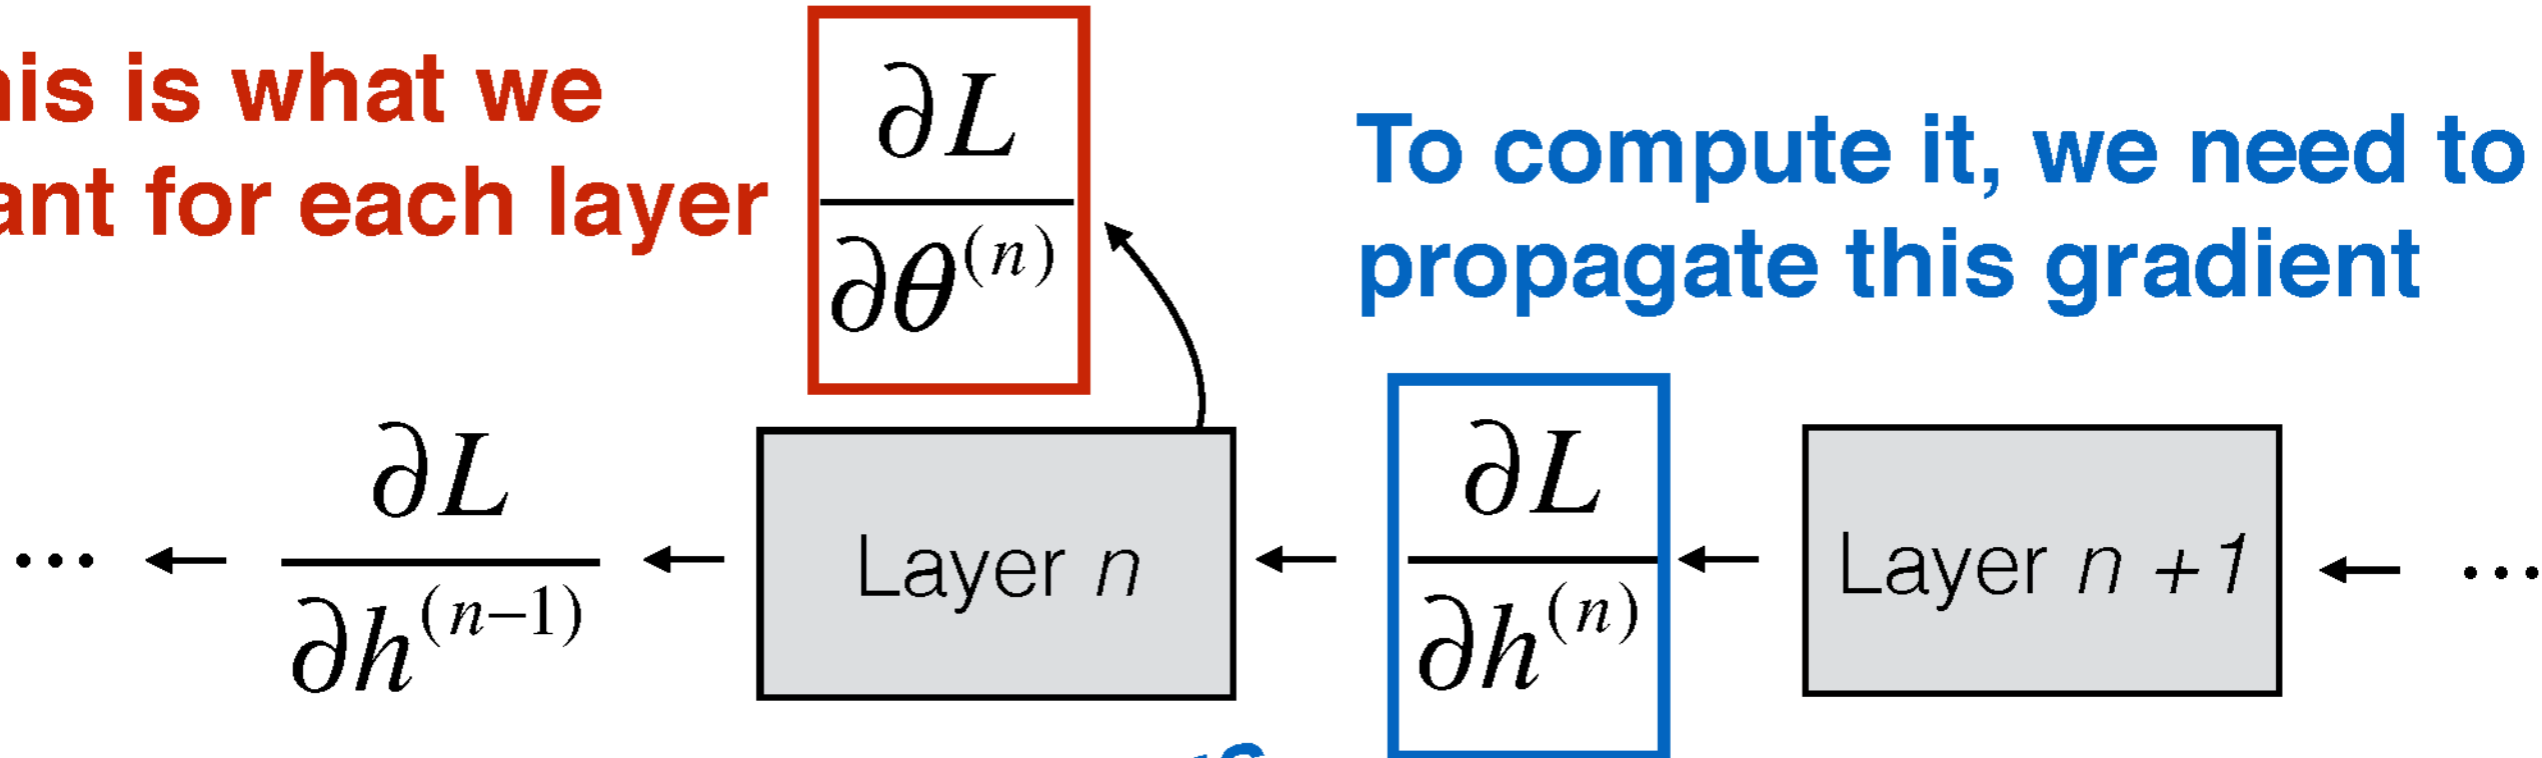 his is what we
ant for each layer
∂L
∂θ^(n)
To compute it, we need to
propagate this gradient
... ← ∂L/∂h^(n−1) ← Layer n ← ∂L/∂h^(n) ← Layer n + 1 ← ...